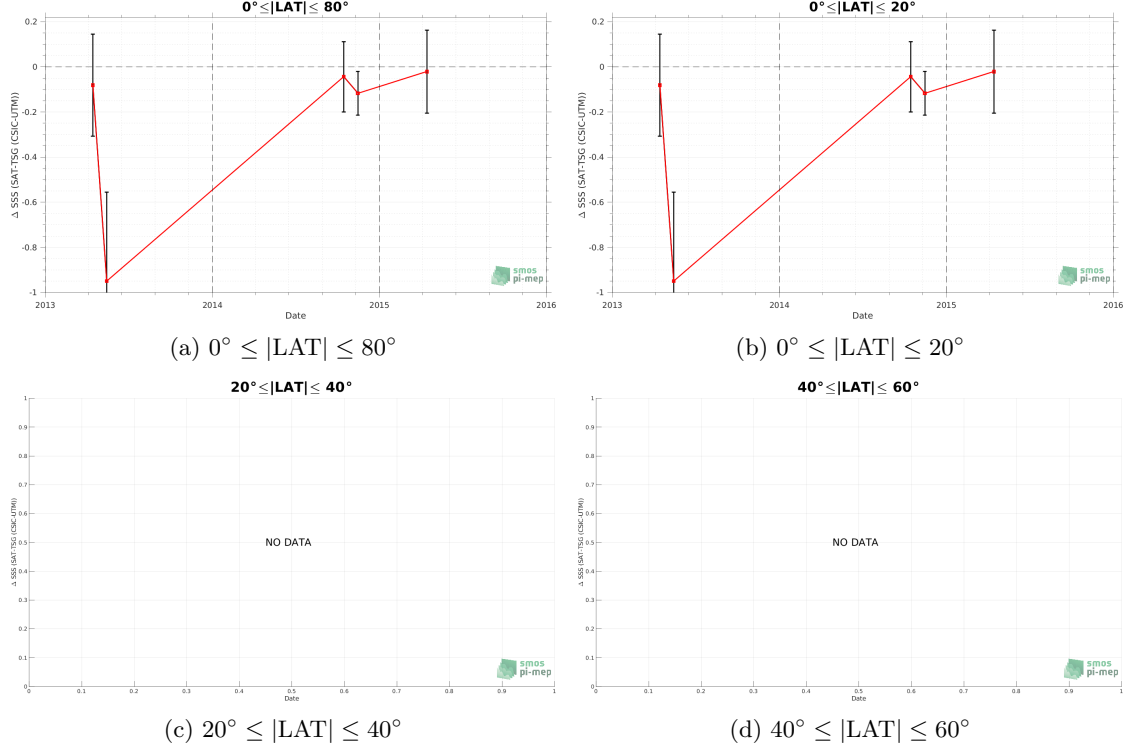 0°≤|LAT|≤ 80°
0.2
0
-0.2
-0.4
-0.6
-0.8
-1
Δ SSS (SAT-TSG (CSIC-UTM))
2013
2014
2015
2016
Date
smos
pi-mep
(a) 0° ≤ |LAT| ≤ 80°
0°≤|LAT|≤ 20°
0.2
0
-0.2
-0.4
-0.6
-0.8
-1
Δ SSS (SAT-TSG (CSIC-UTM))
2013
2014
2015
2016
Date
smos
pi-mep
(b) 0° ≤ |LAT| ≤ 20°
20°≤|LAT|≤ 40°
1
0.9
0.8
0.7
0.6
0.5
0.4
0.3
0.2
0.1
0
Δ SSS (SAT-TSG (CSIC-UTM))
NO DATA
0 0.1 0.2 0.3 0.4 0.5 0.6 0.7 0.8 0.9 1
Date
smos
pi-mep
(c) 20° ≤ |LAT| ≤ 40°
40°≤|LAT|≤ 60°
1
0.9
0.8
0.7
0.6
0.5
0.4
0.3
0.2
0.1
0
Δ SSS (SAT-TSG (CSIC-UTM))
NO DATA
0 0.1 0.2 0.3 0.4 0.5 0.6 0.7 0.8 0.9 1
Date
smos
pi-mep
(d) 40° ≤ |LAT| ≤ 60°